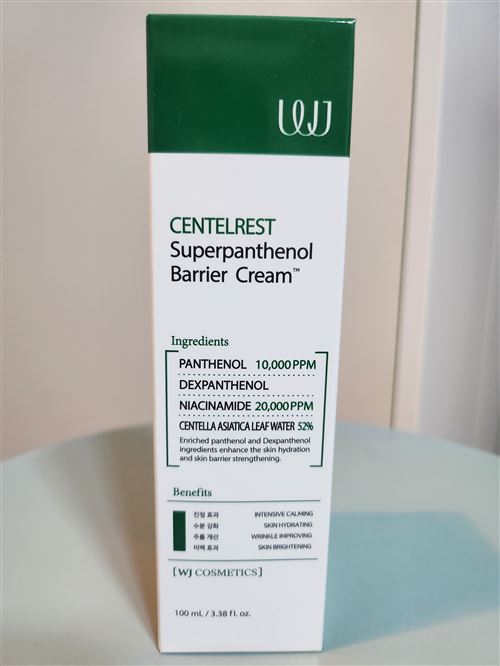 WJ
CENTELREST
Superpanthenol
Barrier Cream™
Ingredients
PANTHENOL 10,000 PPM
DEXPANTHENOL
NIACINAMIDE 20,000 PPM
CENTELLA ASIATICA LEAF WATER 52%
Enriched panthenol and Dexpanthenol
ingredients enhance the skin hydration
and skin barrier strengthening.
Benefits
진정 효과 INTENSIVE CALMING
수분 강화 SKIN HYDRATING
주름 개선 WRINKLE IMPROVING
미백 효과 SKIN BRIGHTENING
[WJ COSMETICS]
100 mL / 3.38 fl. oz.